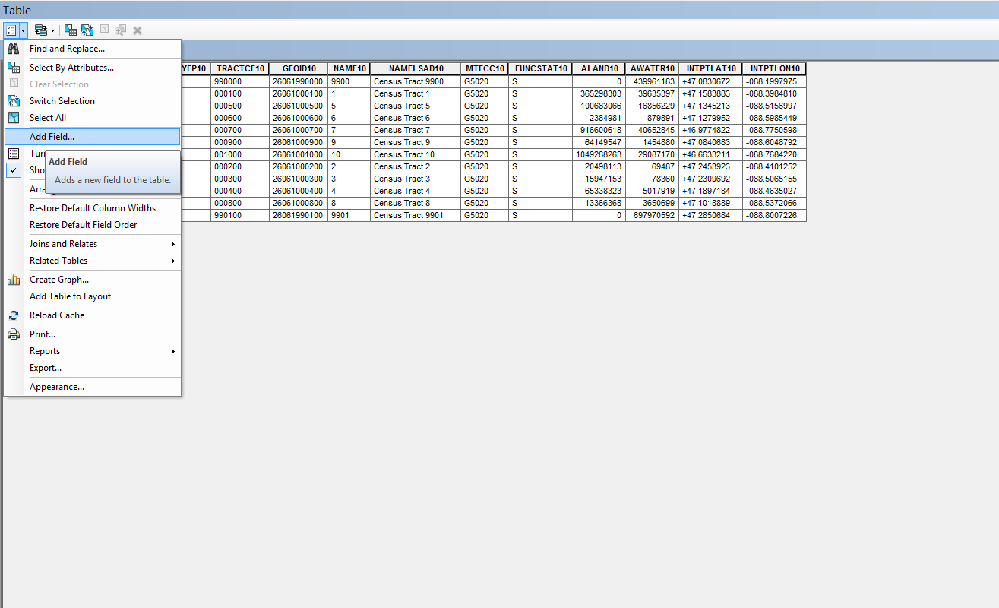 Table
Find and Replace...
Select By Attributes...
Clear Selection
Switch Selection
Select All
Add Field...
Add Field
Adds a new field to the table.
Restore Default Column Widths
Restore Default Field Order
Joins and Relates
Related Tables
Create Graph...
Add Table to Layout
Reload Cache
Print...
Reports
Export...
Appearance...
YFP10 TRACTCE10 GEOID10 NAME10 NAMELSAD10 MTFCC10 FUNCSTAT10 ALAND10 AWATER10 INTPTLAT10 INTPTLON10
990000 26061990000 9900 Census Tract 9900 G5020 S 0 439961183 +47.0830672 -088.1997975
000100 26061000100 1 Census Tract 1 G5020 S 365298303 39635397 +47.1583883 -088.3984810
000500 26061000500 5 Census Tract 5 G5020 S 100683066 16856229 +47.1345213 -088.5156997
000600 26061000600 6 Census Tract 6 G5020 S 2384981 879891 +47.1279952 -088.5985449
000700 26061000700 7 Census Tract 7 G5020 S 916600618 40652845 +46.9774822 -088.7750598
000900 26061000900 9 Census Tract 9 G5020 S 64149547 1454880 +47.0840683 -088.6048792
001000 26061001000 10 Census Tract 10 G5020 S 1049288263 29087170 +46.6633211 -088.7684220
000200 26061000200 2 Census Tract 2 G5020 S 20498113 69487 +47.2453923 -088.4101252
000300 26061000300 3 Census Tract 3 G5020 S 15947153 78360 +47.2309692 -088.5065155
000400 26061000400 4 Census Tract 4 G5020 S 65338323 5017919 +47.1897184 -088.4635027
000800 26061000800 8 Census Tract 8 G5020 S 13366368 3650699 +47.1018889 -088.5372066
990100 26061990100 9901 Census Tract 9901 G5020 S 0 697970592 +47.2850684 -088.8007226